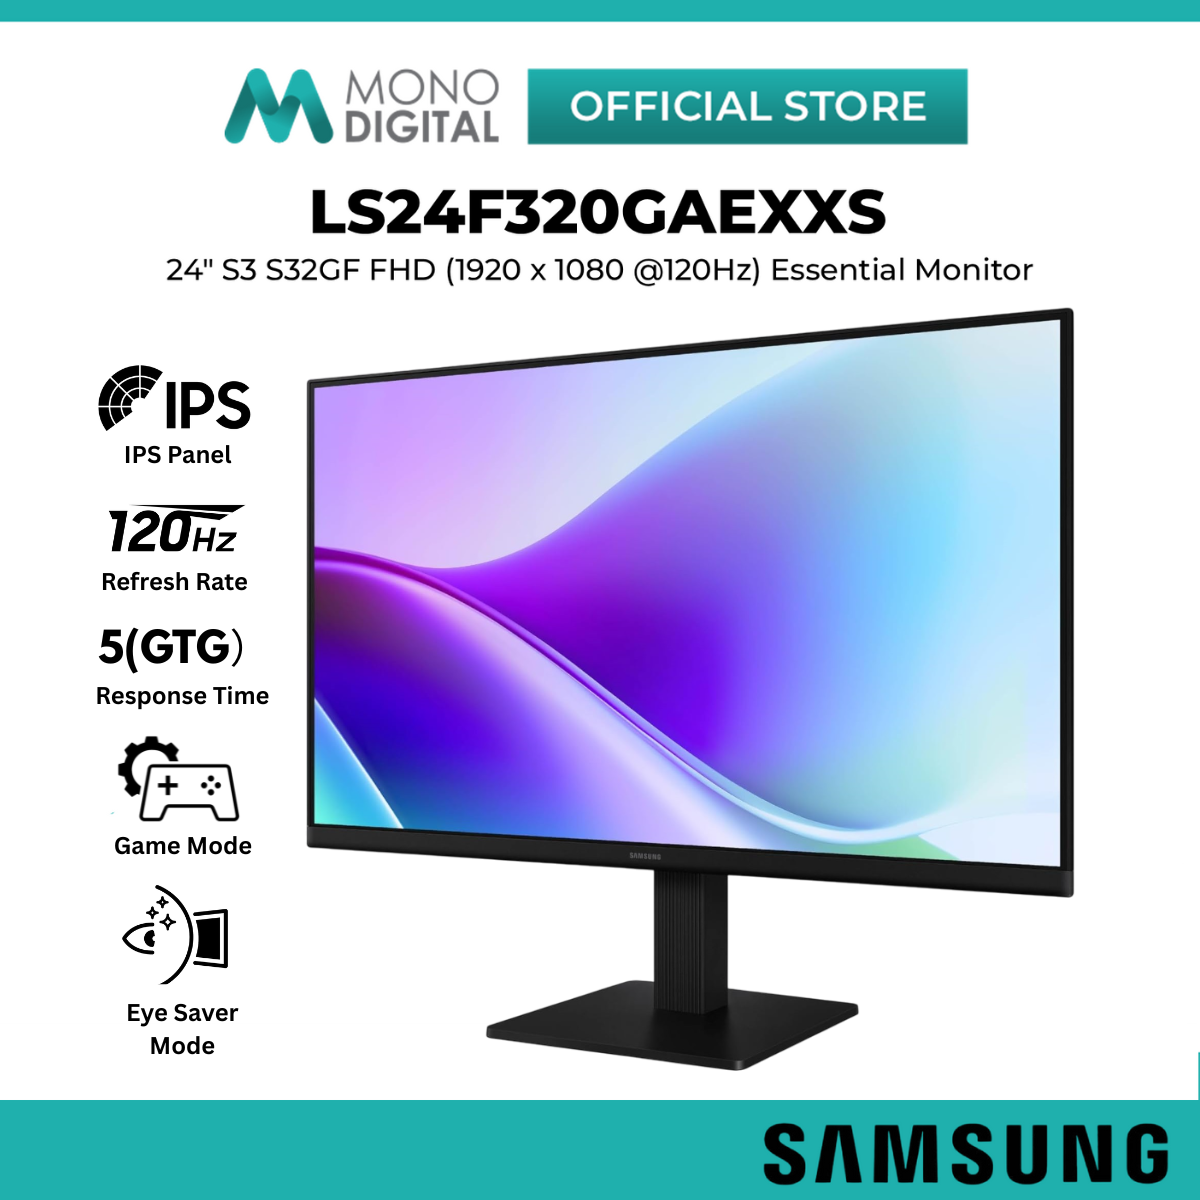 MONO
DIGITAL
OFFICIAL STORE
LS24F320GAEXXS
24" S3 S32GF FHD (1920 x 1080 @120Hz) Essential Monitor
IPS
IPS Panel
120Hz
Refresh Rate
5(GTG)
Response Time
Game Mode
Eye Saver
Mode
SAMSUNG
SAMSUNG